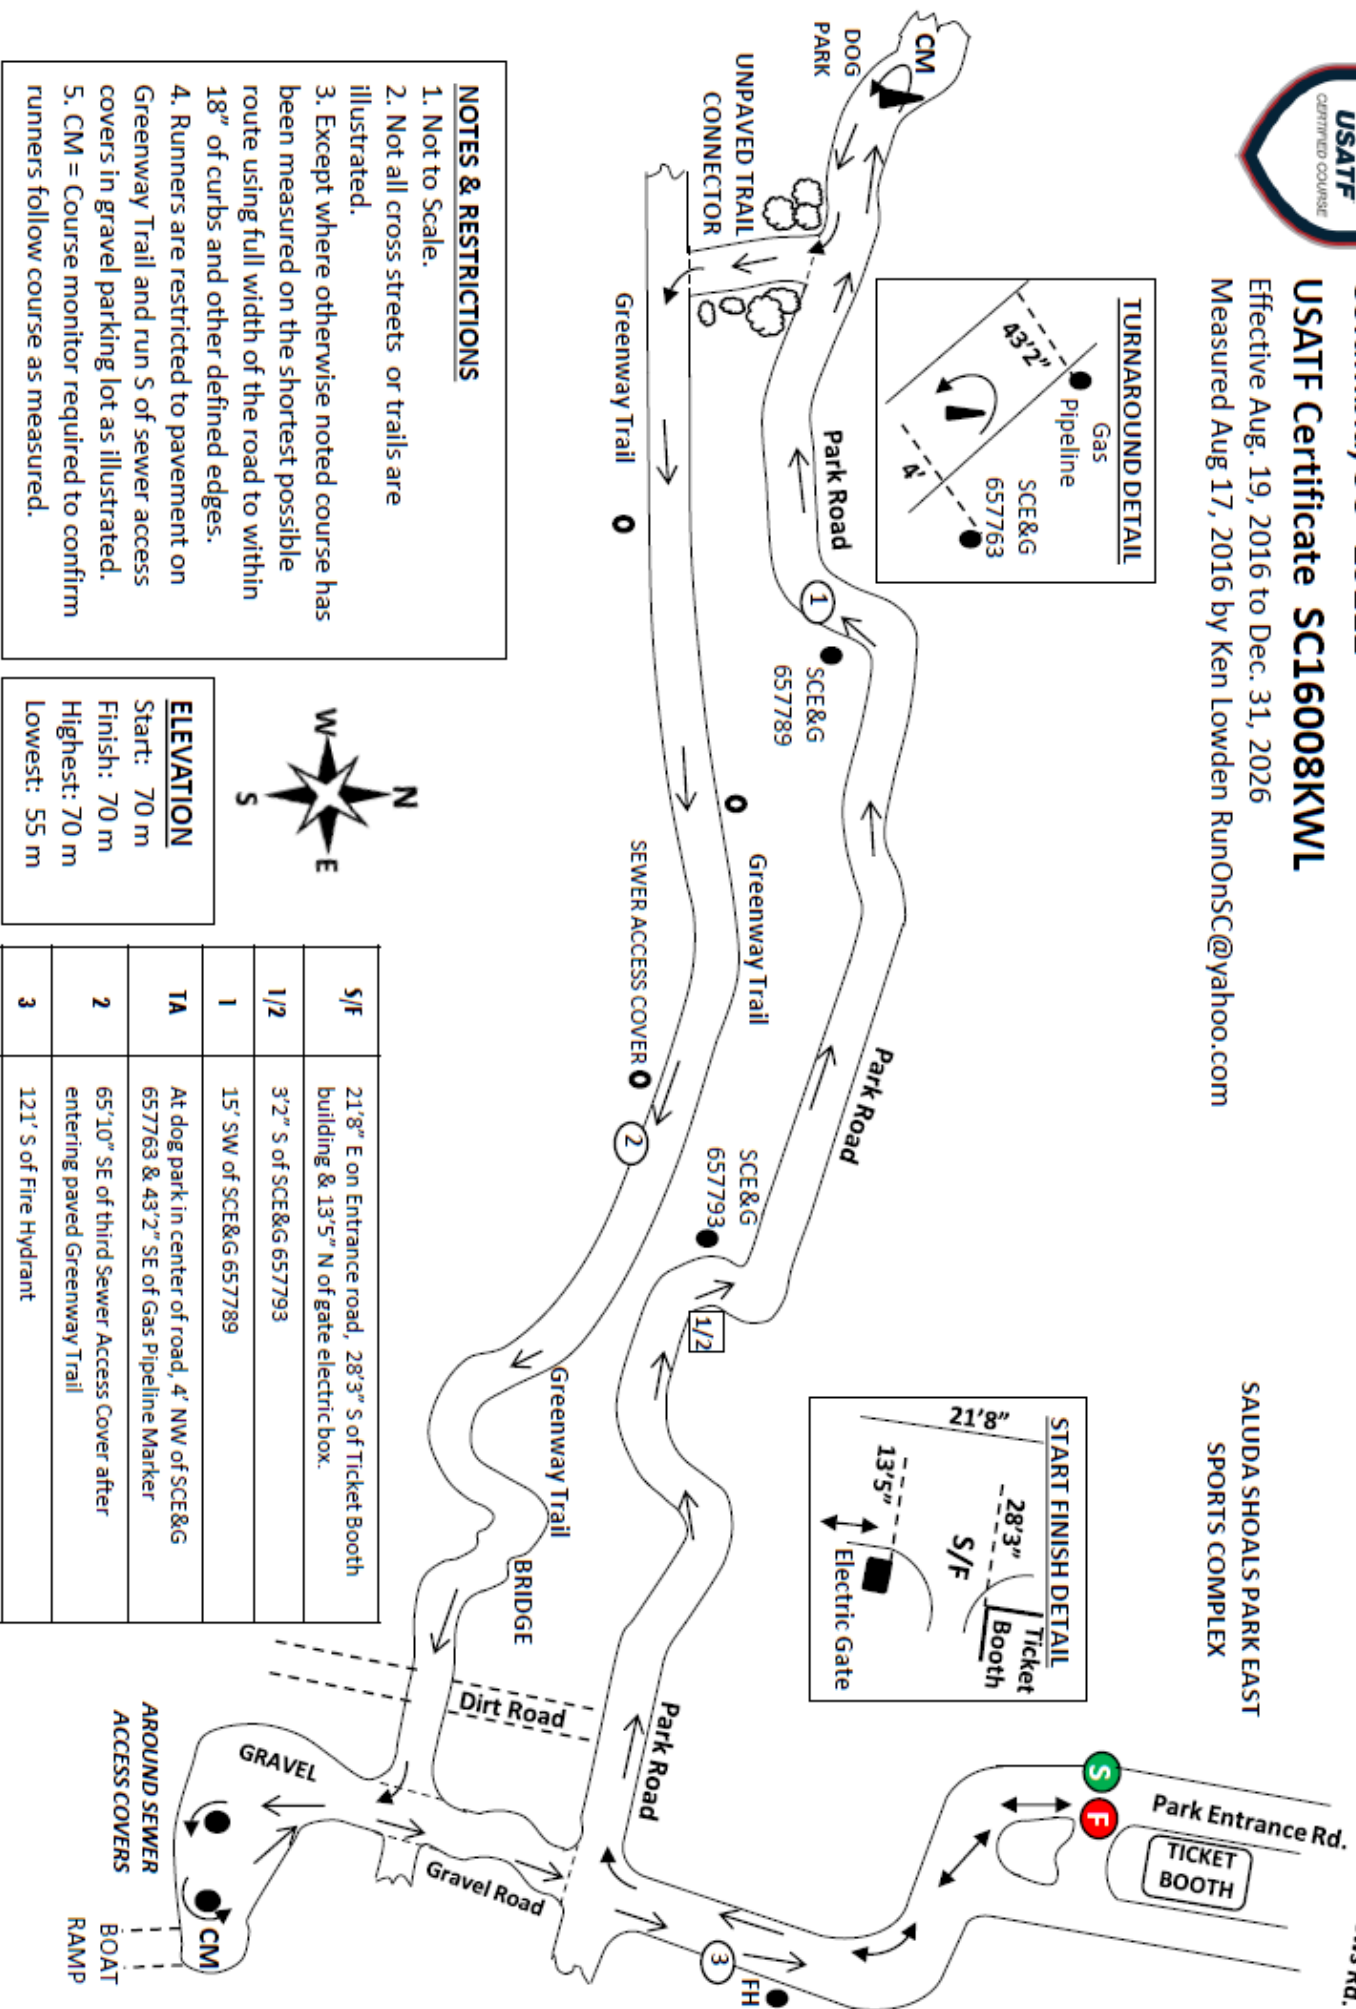 USATF
CERTIFIED COURSE
USATF Certificate SC16008KWL
Effective Aug. 19, 2016 to Dec. 31, 2026
Measured Aug 17, 2016 by Ken Lowden RunOnSC@yahoo.com
SALUDA SHOALS PARK EAST
SPORTS COMPLEX
TURNAROUND DETAIL
Gas
Pipeline
43'2"
SCE&G
657763
4'
START FINISH DETAIL
21'8"
28'3"
Ticket
Booth
S/F
13'5"
Electric Gate
Park Entrance Rd.
TICKET
BOOTH
S
F
CM
DOG
PARK
UNPAVED TRAIL
CONNECTOR
Park Road
1
SCE&G
657789
Park Road
SCE&G
657793
1/2
Park Road
3
FH
Greenway Trail
Greenway Trail
SEWER ACCESS COVER
2
Greenway Trail
BRIDGE
Dirt Road
Gravel Road
GRAVEL
CM
AROUND SEWER
ACCESS COVERS
BOAT
RAMP
N
W
E
S
NOTES & RESTRICTIONS
1. Not to Scale.
2. Not all cross streets or trails are
illustrated.
3. Except where otherwise noted course has
been measured on the shortest possible
route using full width of the road to within
18" of curbs and other defined edges.
4. Runners are restricted to pavement on
Greenway Trail and run S of sewer access
covers in gravel parking lot as illustrated.
5. CM = Course monitor required to confirm
runners follow course as measured.
ELEVATION
Start: 70 m
Finish: 70 m
Highest: 70 m
Lowest: 55 m
S/F 21'8" E on Entrance road, 28'3" S of Ticket Booth
building & 13'5" N of gate electric box.
1/2 3'2" S of SCE&G 657793
1 15' SW of SCE&G 657789
TA At dog park in center of road, 4' NW of SCE&G
657763 & 43'2" SE of Gas Pipeline Marker
2 65'10" SE of third Sewer Access Cover after
entering paved Greenway Trail
3 121' S of Fire Hydrant